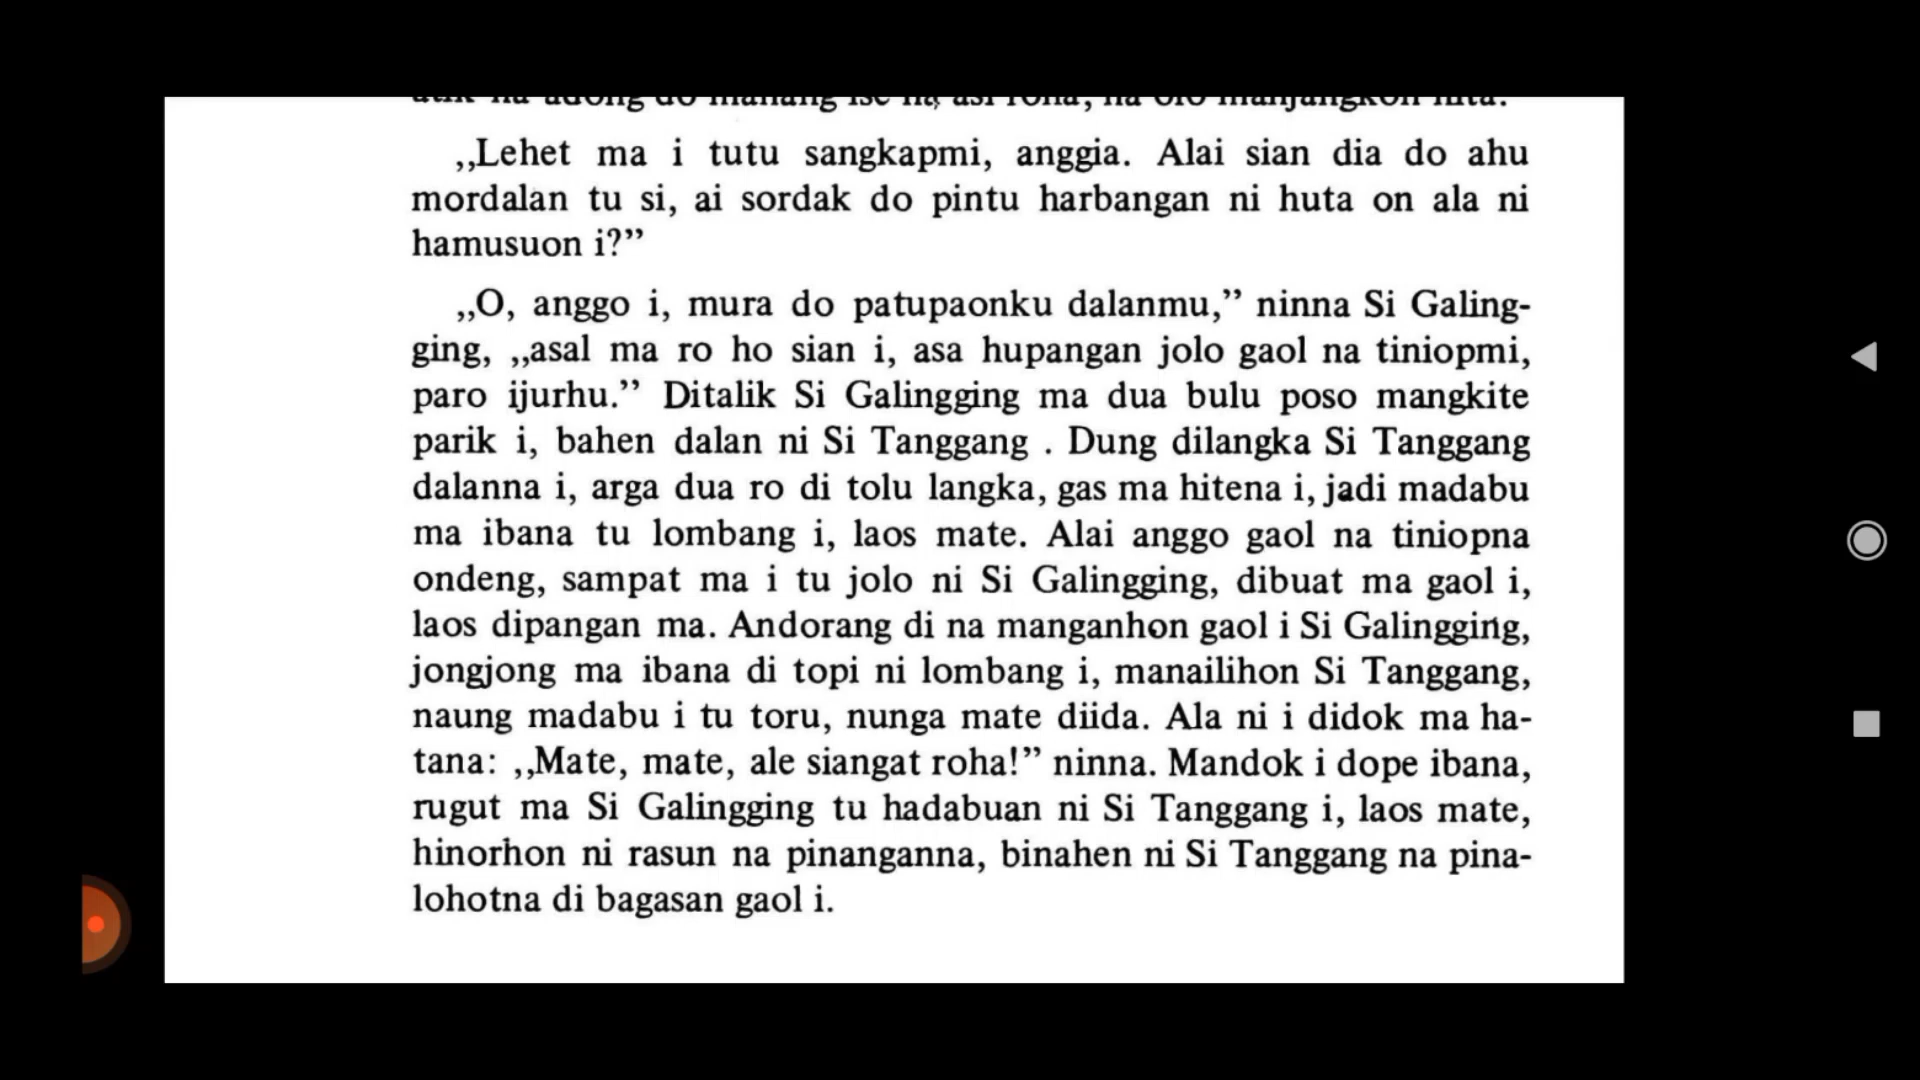 ,,Lehet ma i tutu sangkapmi, anggia. Alai sian dia do ahu
mordalan tu si, ai sordak do pintu harbangan ni huta on ala ni
hamusuon i?”
,,O, anggo i, mura do patupaonku dalanmu,” ninna Si Galing-
ging, ,,asal ma ro ho sian i, asa hupangan jolo gaol na tiniopmi,
paro ijurhu.” Ditalik Si Galingging ma dua bulu poso mangkite
parik i, bahen dalan ni Si Tanggang . Dung dilangka Si Tanggang
dalanna i, arga dua ro di tolu langka, gas ma hitena i, jadi madabu
ma ibana tu lombang i, laos mate. Alai anggo gaol na tiniopna
ondeng, sampat ma i tu jolo ni Si Galingging, dibuat ma gaol i,
laos dipangan ma. Andorang di na manganhon gaol i Si Galingging,
jongjong ma ibana di topi ni lombang i, manailihon Si Tanggang,
naung madabu i tu toru, nunga mate diida. Ala ni i didok ma ha-
tana: ,,Mate, mate, ale siangat roha!” ninna. Mandok i dope ibana,
rugut ma Si Galingging tu hadabuan ni Si Tanggang i, laos mate,
hinorhon ni rasun na pinanganna, binahen ni Si Tanggang na pina-
lohotna di bagasan gaol i.